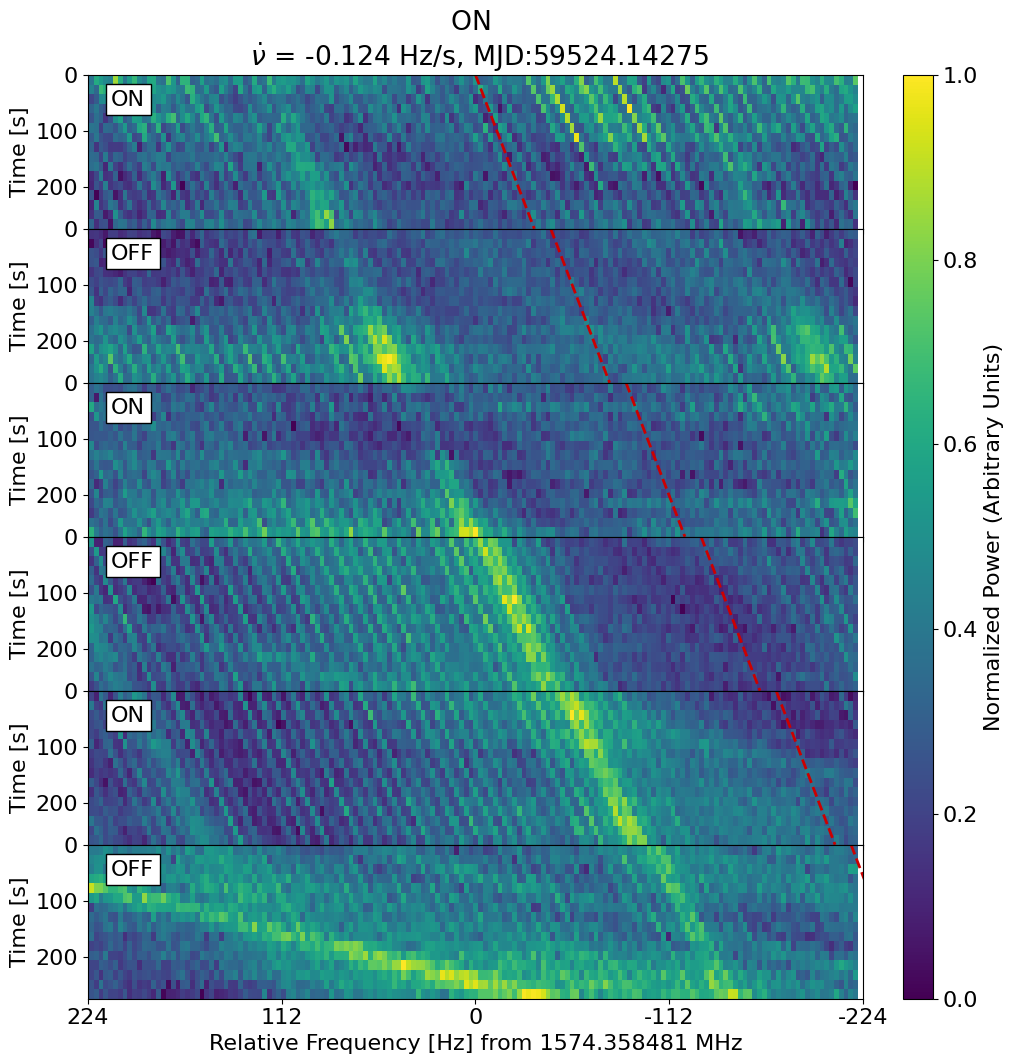 ON
ν̇ = -0.124 Hz/s, MJD:59524.14275
0
ON
100
200
Time [s]
0
OFF
100
200
Time [s]
0
ON
100
200
Time [s]
0
OFF
100
200
Time [s]
0
ON
100
200
Time [s]
0
OFF
100
200
Time [s]
224 112 0 -112 -224
Relative Frequency [Hz] from 1574.358481 MHz
1.0
0.8
0.6
0.4
0.2
0.0
Normalized Power (Arbitrary Units)